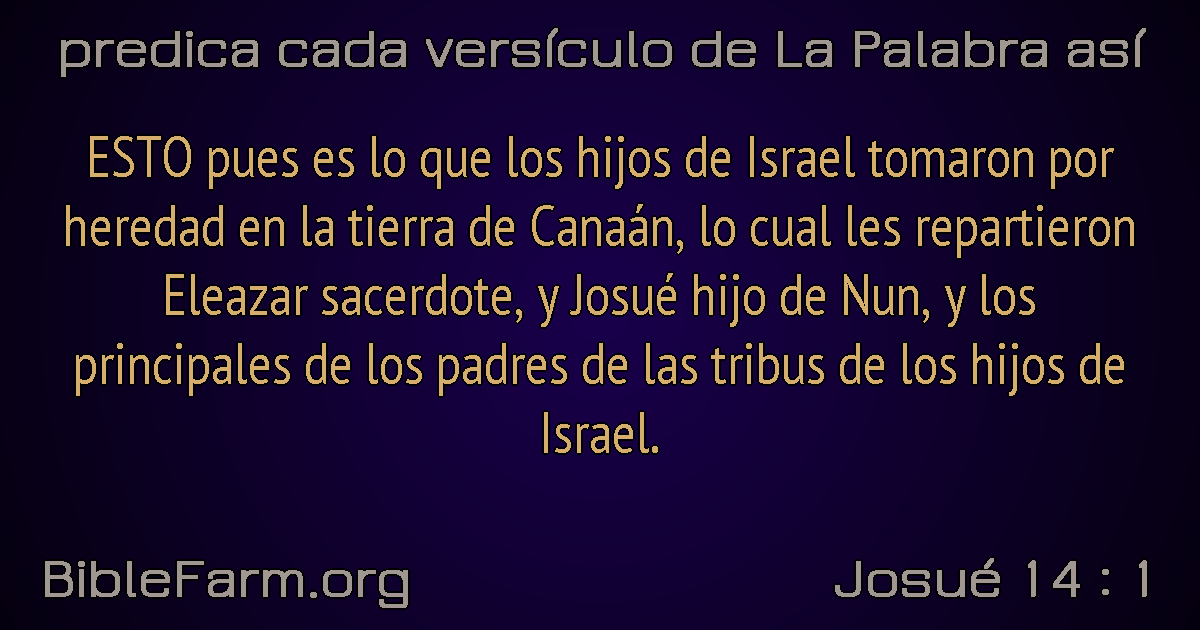 predica cada versículo de La Palabra así
ESTO pues es lo que los hijos de Israel tomaron por
heredad en la tierra de Canaán, lo cual les repartieron
Eleazar sacerdote, y Josué hijo de Nun, y los
principales de los padres de las tribus de los hijos de
Israel.
BibleFarm.org
Josué 14 : 1